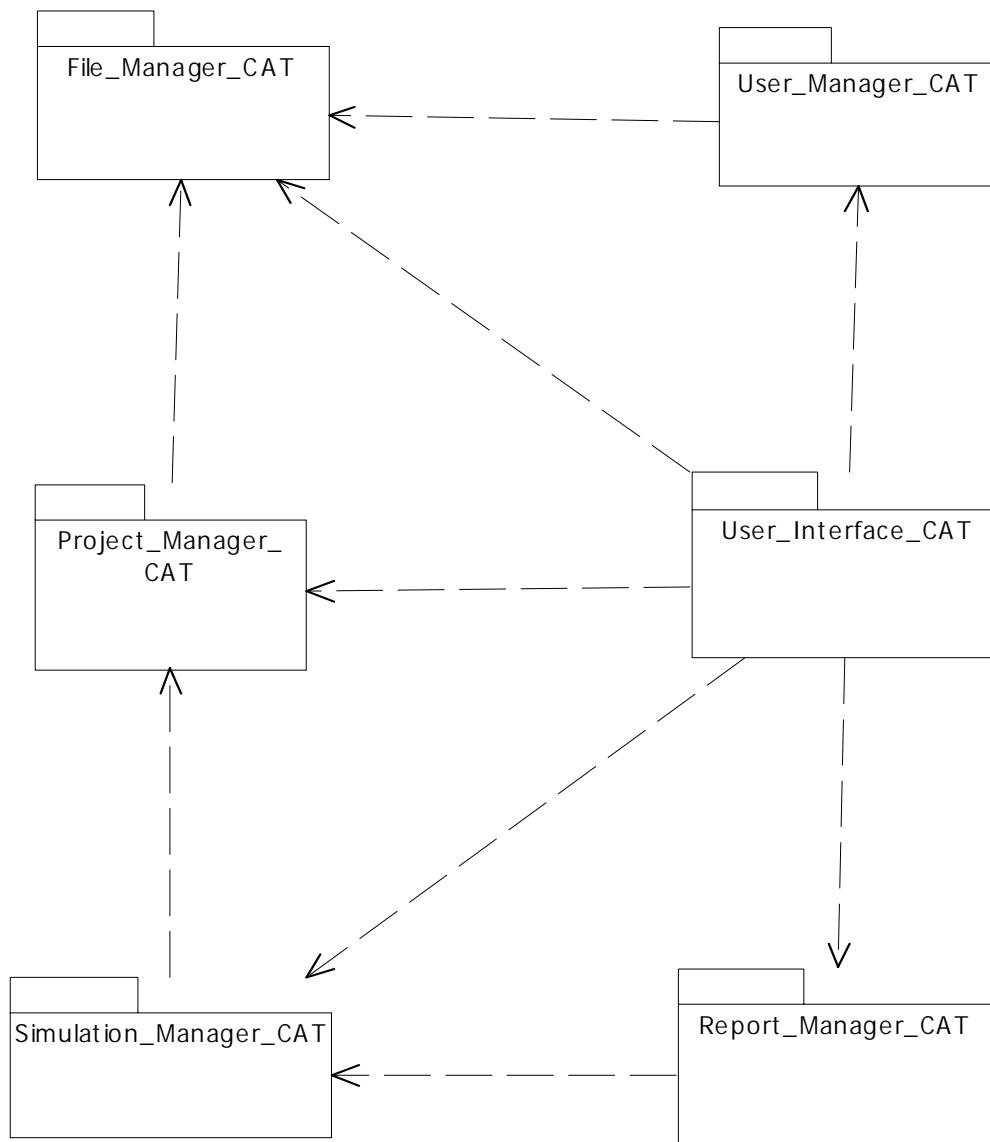 File_Manager_CAT
User_Manager_CAT
Project_Manager_
CAT
User_Interface_CAT
Simulation_Manager_CAT
Report_Manager_CAT